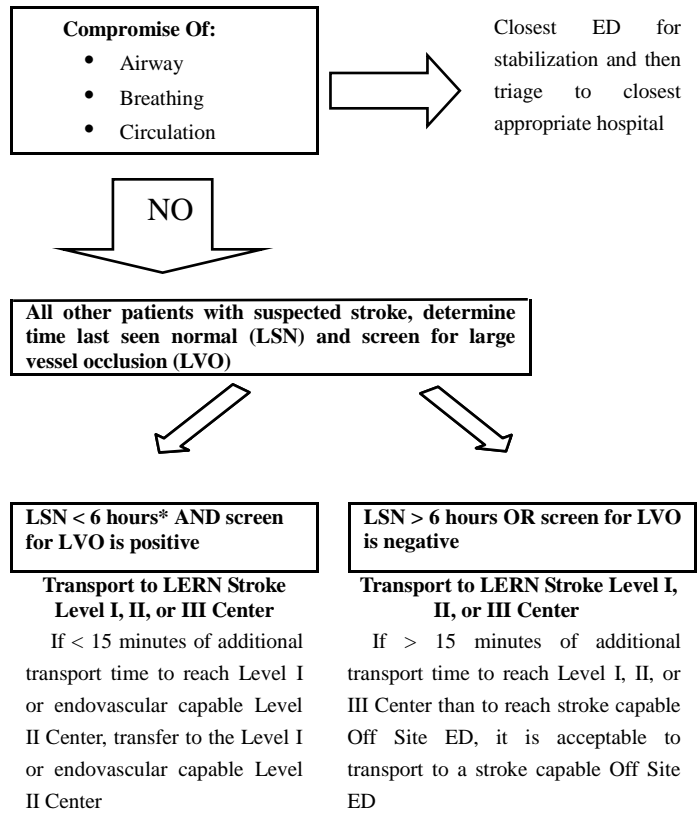 Compromise Of:
• Airway
• Breathing
• Circulation
Closest ED for
stabilization and then
triage to closest
appropriate hospital
NO
All other patients with suspected stroke, determine
time last seen normal (LSN) and screen for large
vessel occlusion (LVO)
LSN < 6 hours* AND screen
for LVO is positive
Transport to LERN Stroke
Level I, II, or III Center
If < 15 minutes of additional
transport time to reach Level I
or endovascular capable Level
II Center, transfer to the Level I
or endovascular capable Level
II Center
LSN > 6 hours OR screen for LVO
is negative
Transport to LERN Stroke Level I,
II, or III Center
If > 15 minutes of additional
transport time to reach Level I, II, or
III Center than to reach stroke capable
Off Site ED, it is acceptable to
transport to a stroke capable Off Site
ED